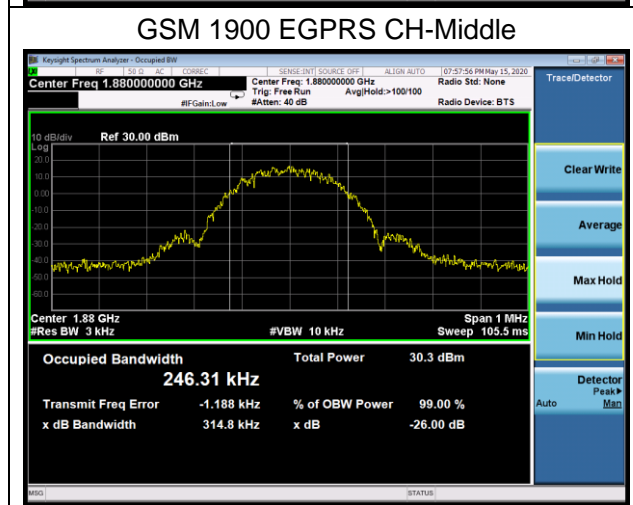 GSM 1900 EGPRS CH-Middle
Keysight Spectrum Analyzer - Occupied BW
RF 50 Ω AC CORREC SENSE:INT SOURCE OFF ALIGN AUTO 07:57:56 PM May 15, 2020
Center Freq 1.880000000 GHz
Center Freq: 1.880000000 GHz
Radio Std: None
Trig: Free Run Avg|Hold:>100/100
#IFGain:Low #Atten: 40 dB Radio Device: BTS
Trace/Detector
10 dB/div Ref 30.00 dBm
Log
20.0
10.0
0.00
-10.0
-20.0
-30.0
-40.0
-50.0
-60.0
Center 1.88 GHz Span 1 MHz
#Res BW 3 kHz #VBW 10 kHz Sweep 105.5 ms
Occupied Bandwidth Total Power 30.3 dBm
246.31 kHz
Transmit Freq Error -1.188 kHz % of OBW Power 99.00 %
x dB Bandwidth 314.8 kHz x dB -26.00 dB
Clear Write
Average
Max Hold
Min Hold
Detector
Peak▶
Auto Man
MSG STATUS